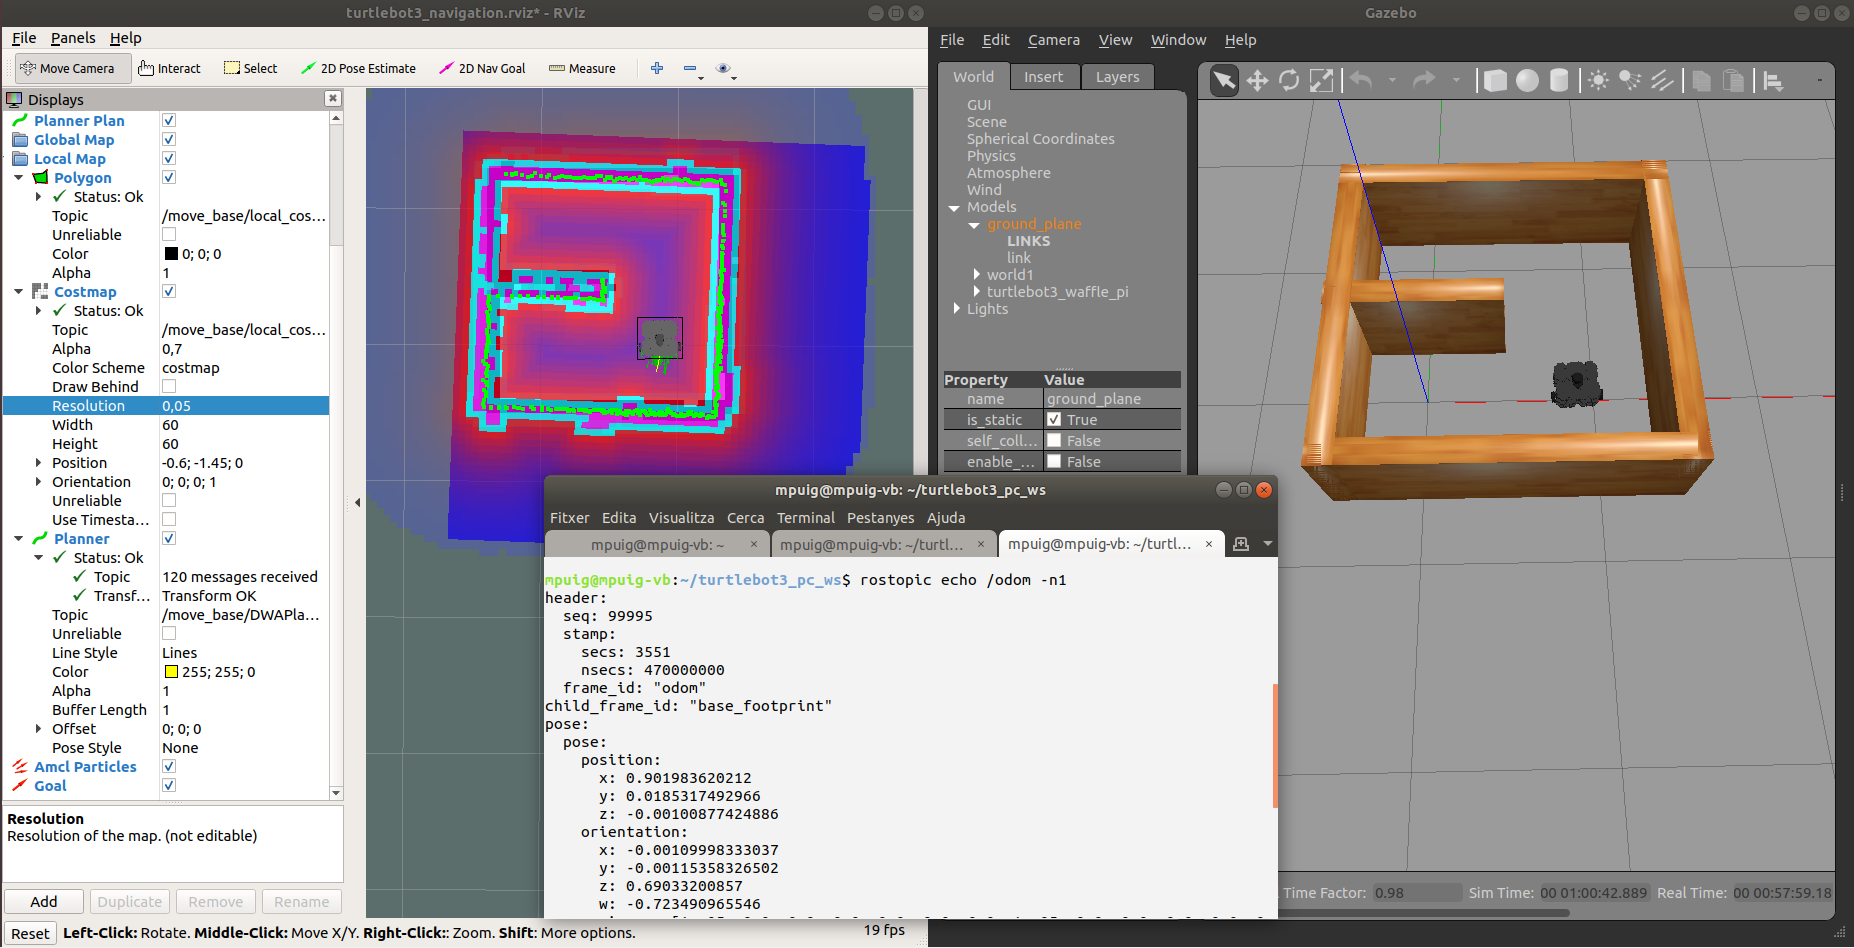 turtlebot3_navigation.rviz* - RViz
File Panels Help
Move Camera Interact Select 2D Pose Estimate 2D Nav Goal Measure
Displays
Planner Plan
Global Map
Local Map
Polygon
Status: Ok
Topic /move_base/local_cos...
Unreliable
Color 0; 0; 0
Alpha 1
Costmap
Status: Ok
Topic /move_base/local_cos...
Alpha 0,7
Color Scheme costmap
Draw Behind
Resolution 0,05
Width 60
Height 60
Position -0.6; -1.45; 0
Orientation 0; 0; 0; 1
Unreliable
Use Timesta...
Planner
Status: Ok
Topic 120 messages received
Transf... Transform OK
Topic /move_base/DWAPla...
Unreliable
Line Style Lines
Color 255; 255; 0
Alpha 1
Buffer Length 1
Offset 0; 0; 0
Pose Style None
Amcl Particles
Goal
Resolution
Resolution of the map. (not editable)
Add Duplicate Remove Rename
Reset Left-Click: Rotate. Middle-Click: Move X/Y. Right-Click:: Zoom. Shift: More options.
19 fps
Gazebo
File Edit Camera View Window Help
World Insert Layers
GUI
Scene
Spherical Coordinates
Physics
Atmosphere
Wind
Models
ground_plane
LINKS
link
world1
turtlebot3_waffle_pi
Lights
Property Value
name ground_plane
is_static True
self_coll... False
enable_... False
Time Factor: 0.98 Sim Time: 00 01:00:42.889 Real Time: 00 00:57:59.18
mpuig@mpuig-vb: ~/turtlebot3_pc_ws
Fitxer Edita Visualitza Cerca Terminal Pestanyes Ajuda
mpuig@mpuig-vb: ~ mpuig@mpuig-vb: ~/turtl... mpuig@mpuig-vb: ~/turtl...
mpuig@mpuig-vb:~/turtlebot3_pc_ws$ rostopic echo /odom -n1
header:
seq: 99995
stamp:
secs: 3551
nsecs: 470000000
frame_id: "odom"
child_frame_id: "base_footprint"
pose:
pose:
position:
x: 0.901983620212
y: 0.0185317492966
z: -0.00100877424886
orientation:
x: -0.00109998333037
y: -0.00115358326502
z: 0.69033200857
w: -0.723490965546